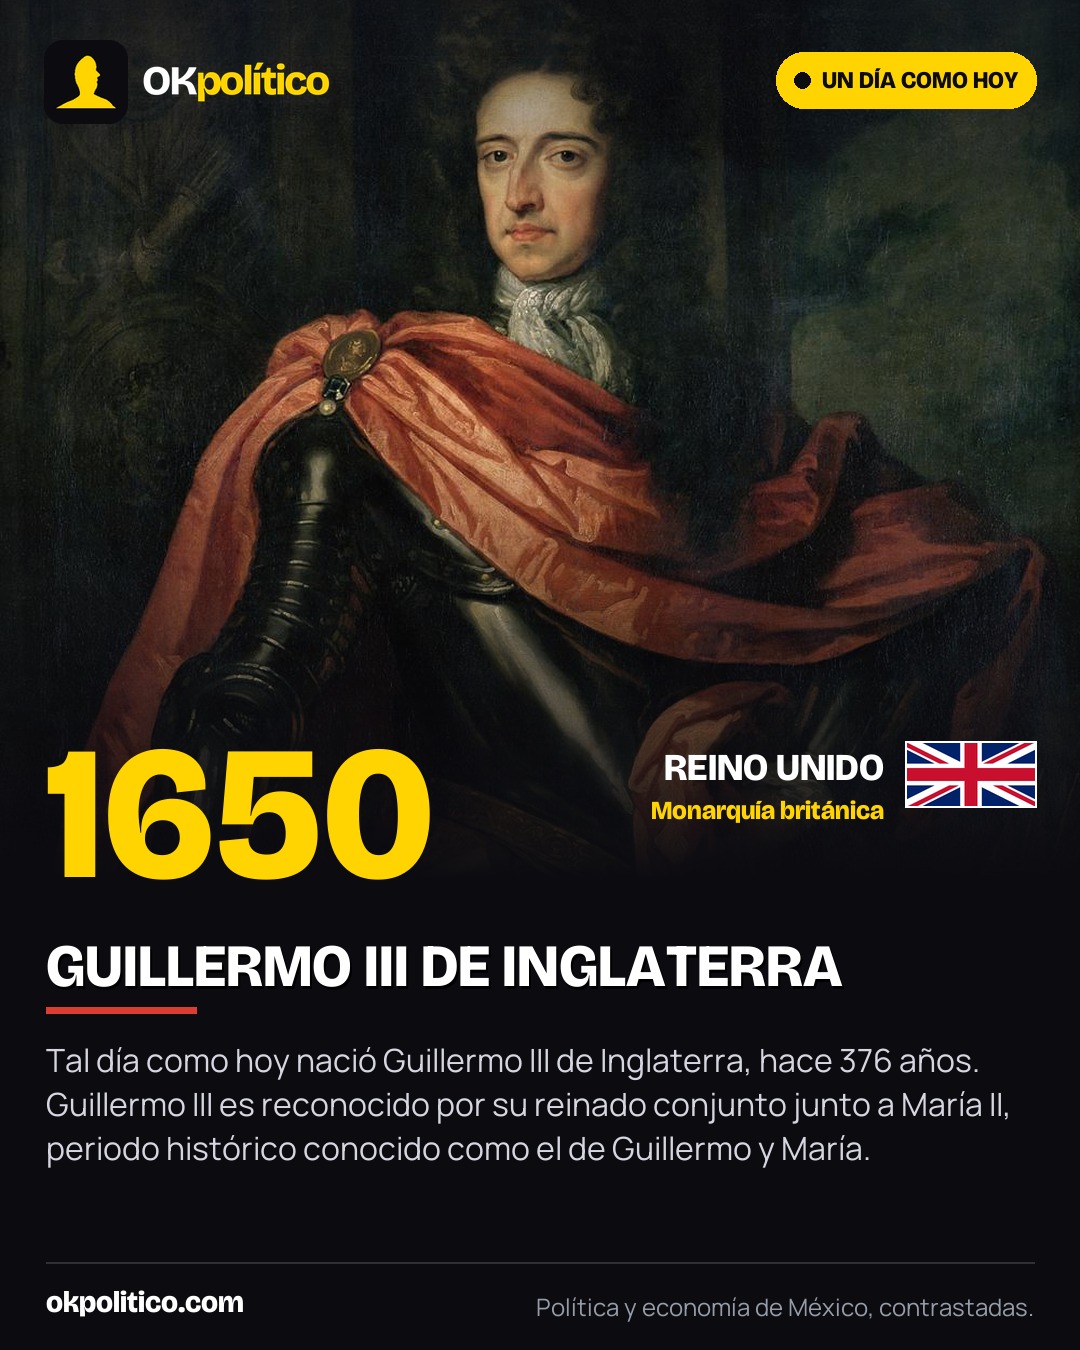 OKpolítico
UN DÍA COMO HOY
1650
REINO UNIDO
Monarquía británica
GUILLERMO III DE INGLATERRA
Tal día como hoy nació Guillermo III de Inglaterra, hace 376 años.
Guillermo III es reconocido por su reinado conjunto junto a María II,
periodo histórico conocido como el de Guillermo y María.
okpolitico.com
Política y economía de México, contrastadas.